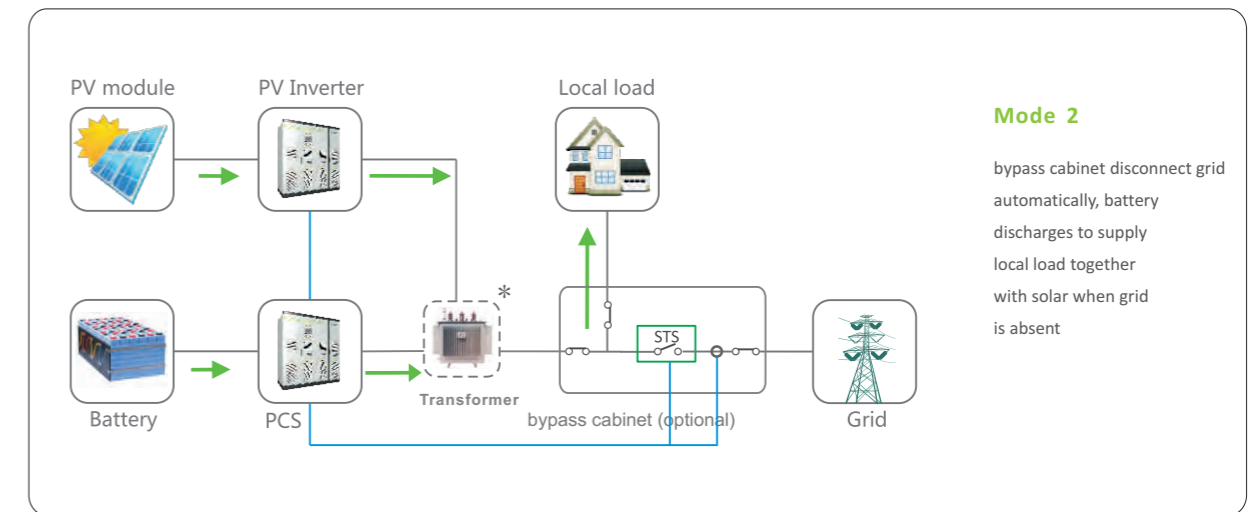 PV module
PV Inverter
Local load
Mode 2
bypass cabinet disconnect grid
automatically, battery
discharges to supply
local load together
with solar when grid
is absent
*
STS
Transformer
Battery
PCS
bypass cabinet (optional)
Grid